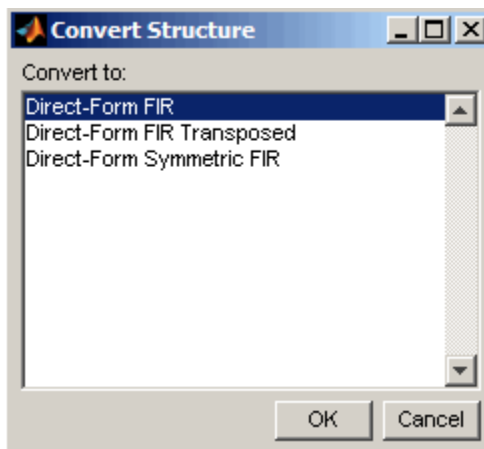 Convert Structure
Convert to:
Direct-Form FIR
Direct-Form FIR Transposed
Direct-Form Symmetric FIR
OK Cancel